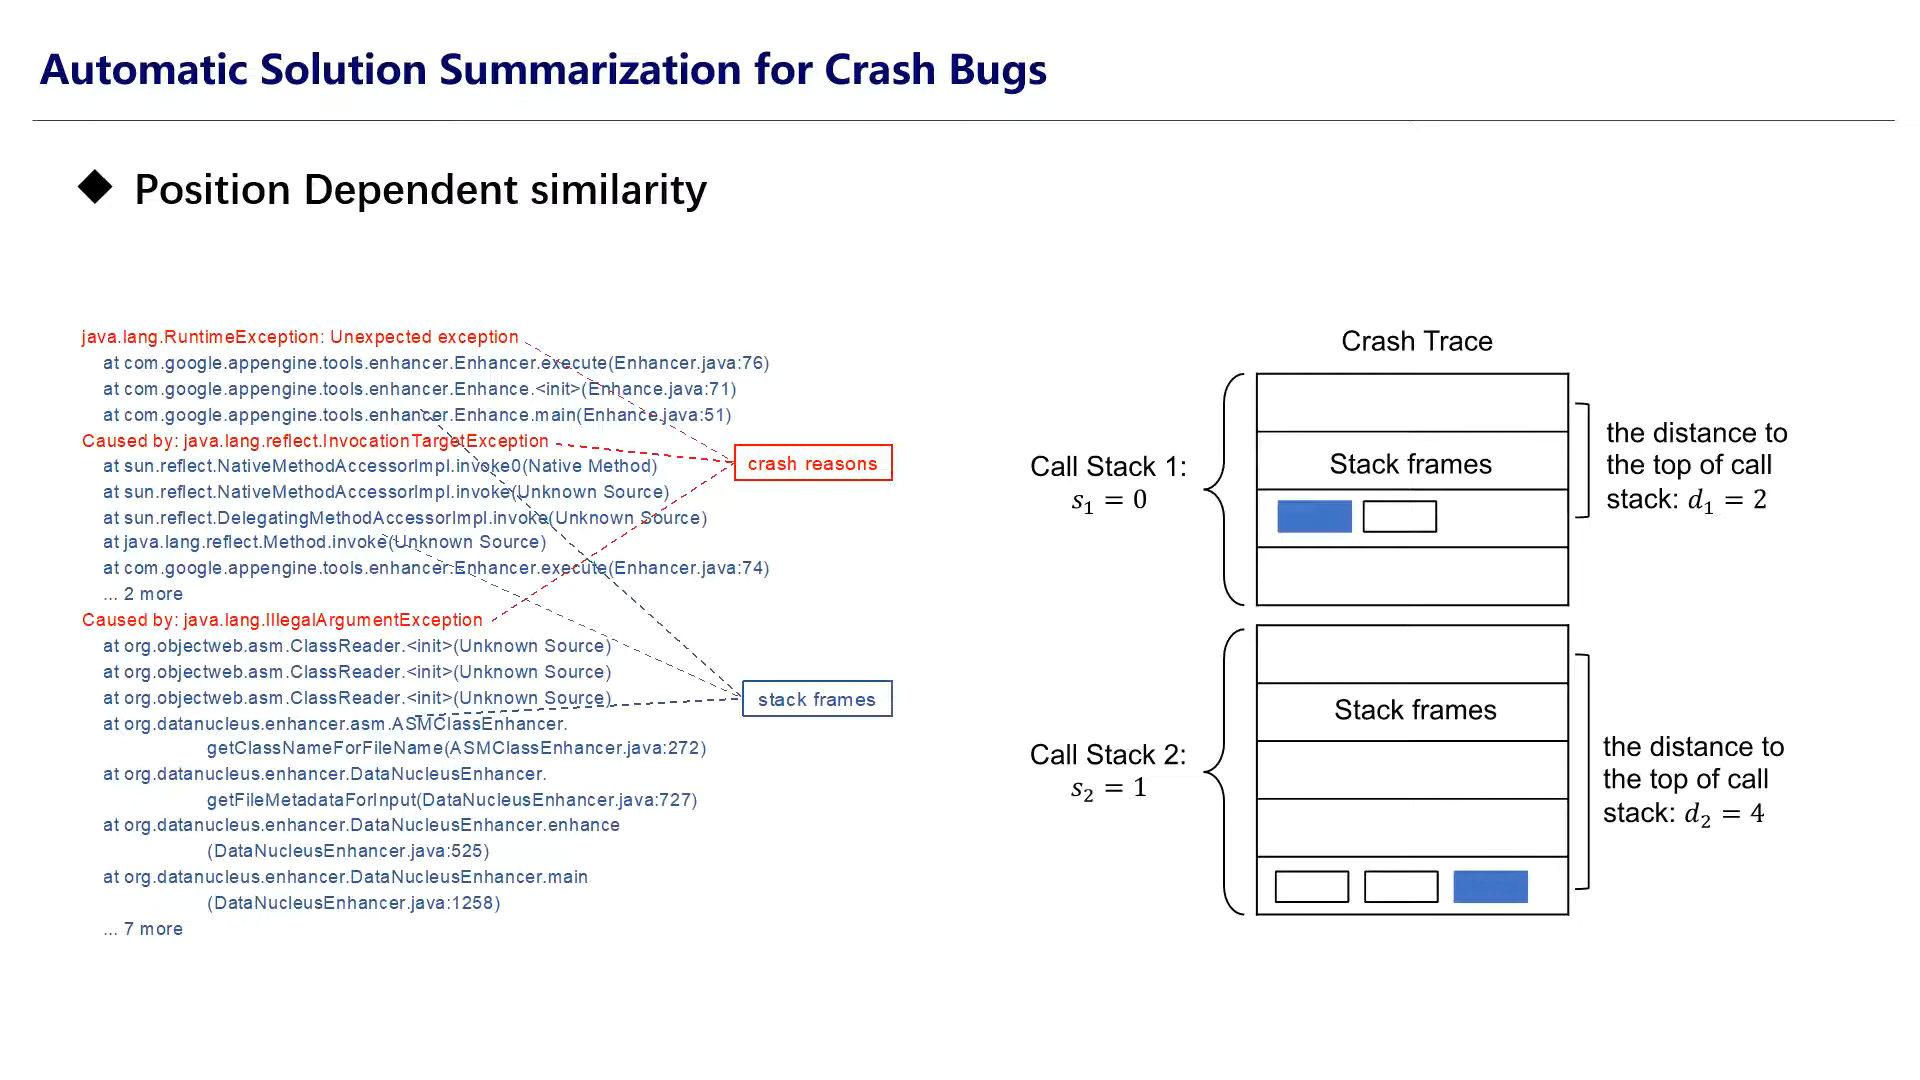 Automatic Solution Summarization for Crash Bugs
◆ Position Dependent similarity
java.lang.RuntimeException: Unexpected exception
at com.google.appengine.tools.enhancer.Enhancer.execute(Enhancer.java:76)
at com.google.appengine.tools.enhancer.Enhance.<init>(Enhance.java:71)
at com.google.appengine.tools.enhancer.Enhance.main(Enhance.java:51)
Caused by: java.lang.reflect.InvocationTargetException
at sun.reflect.NativeMethodAccessorImpl.invoke0(Native Method)
at sun.reflect.NativeMethodAccessorImpl.invoke(Unknown Source)
at sun.reflect.DelegatingMethodAccessorImpl.invoke(Unknown Source)
at java.lang.reflect.Method.invoke(Unknown Source)
at com.google.appengine.tools.enhancer.Enhancer.execute(Enhancer.java:74)
... 2 more
Caused by: java.lang.IllegalArgumentException
at org.objectweb.asm.ClassReader.<init>(Unknown Source)
at org.objectweb.asm.ClassReader.<init>(Unknown Source)
at org.objectweb.asm.ClassReader.<init>(Unknown Source)
at org.datanucleus.enhancer.asm.ASMClassEnhancer.
getClassNameForFileName(ASMClassEnhancer.java:272)
at org.datanucleus.enhancer.DataNucleusEnhancer.
getFileMetadataForInput(DataNucleusEnhancer.java:727)
at org.datanucleus.enhancer.DataNucleusEnhancer.enhance
(DataNucleusEnhancer.java:525)
at org.datanucleus.enhancer.DataNucleusEnhancer.main
(DataNucleusEnhancer.java:1258)
... 7 more
crash reasons
stack frames
Crash Trace
Call Stack 1:
s₁ = 0
Stack frames
the distance to
the top of call
stack: d₁ = 2
Call Stack 2:
s₂ = 1
Stack frames
the distance to
the top of call
stack: d₂ = 4